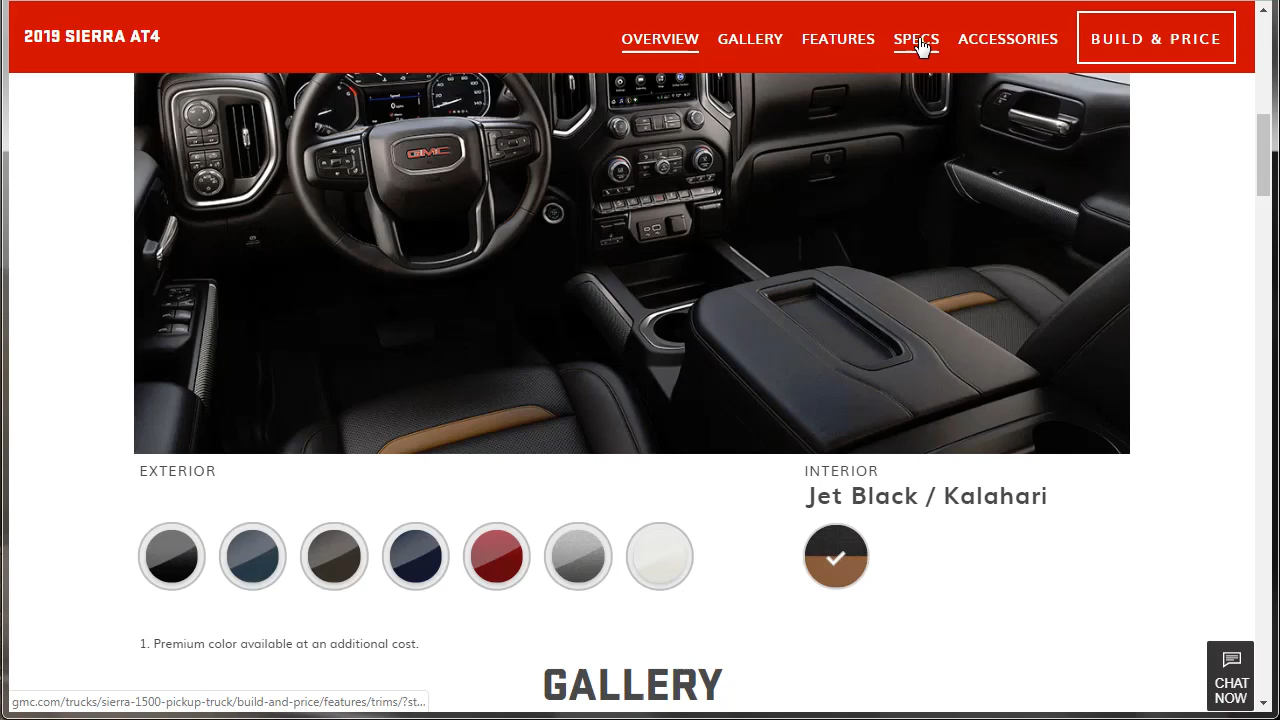 2019 SIERRA AT4
OVERVIEW GALLERY FEATURES SPECS ACCESSORIES BUILD & PRICE
GMC
EXTERIOR
INTERIOR
Jet Black / Kalahari
1. Premium color available at an additional cost.
GALLERY
CHAT
NOW
gmc.com/trucks/sierra-1500-pickup-truck/build-and-price/features/trims/?st...